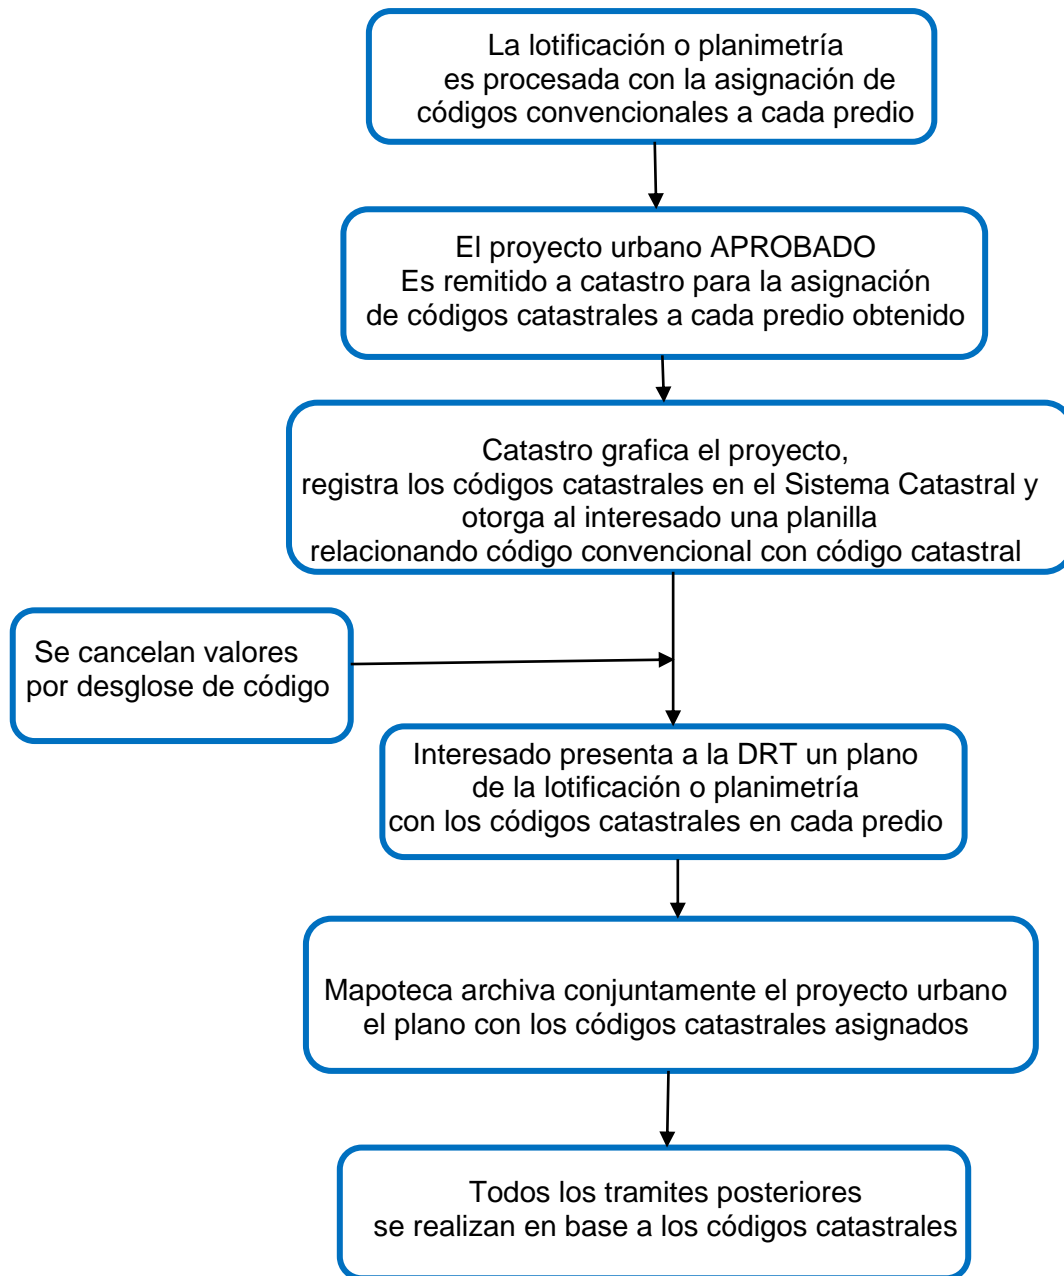 La lotificación o planimetría
es procesada con la asignación de
códigos convencionales a cada predio
El proyecto urbano APROBADO
Es remitido a catastro para la asignación
de códigos catastrales a cada predio obtenido
Catastro grafica el proyecto,
registra los códigos catastrales en el Sistema Catastral y
otorga al interesado una planilla
relacionando código convencional con código catastral
Se cancelan valores
por desglose de código
Interesado presenta a la DRT un plano
de la lotificación o planimetría
con los códigos catastrales en cada predio
Mapoteca archiva conjuntamente el proyecto urbano
el plano con los códigos catastrales asignados
Todos los tramites posteriores
se realizan en base a los códigos catastrales